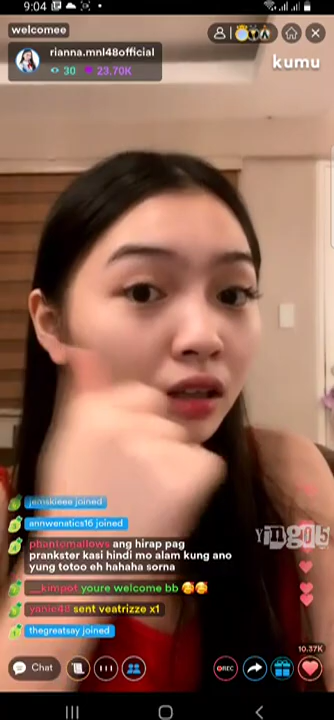 9:04
welcomee
rianna.mnl48official
30 23.70K
kumu
jemskieee joined
annwenatics16 joined
phantomallows ang hirap pag
prankster kasi hindi mo alam kung ano
yung totoo eh hahaha sorna
__kimpot youre welcome bb 🥰🥰
yanie48 sent veatrizze x1
thegreatsay joined
yingo5
10.37K
Chat
REC